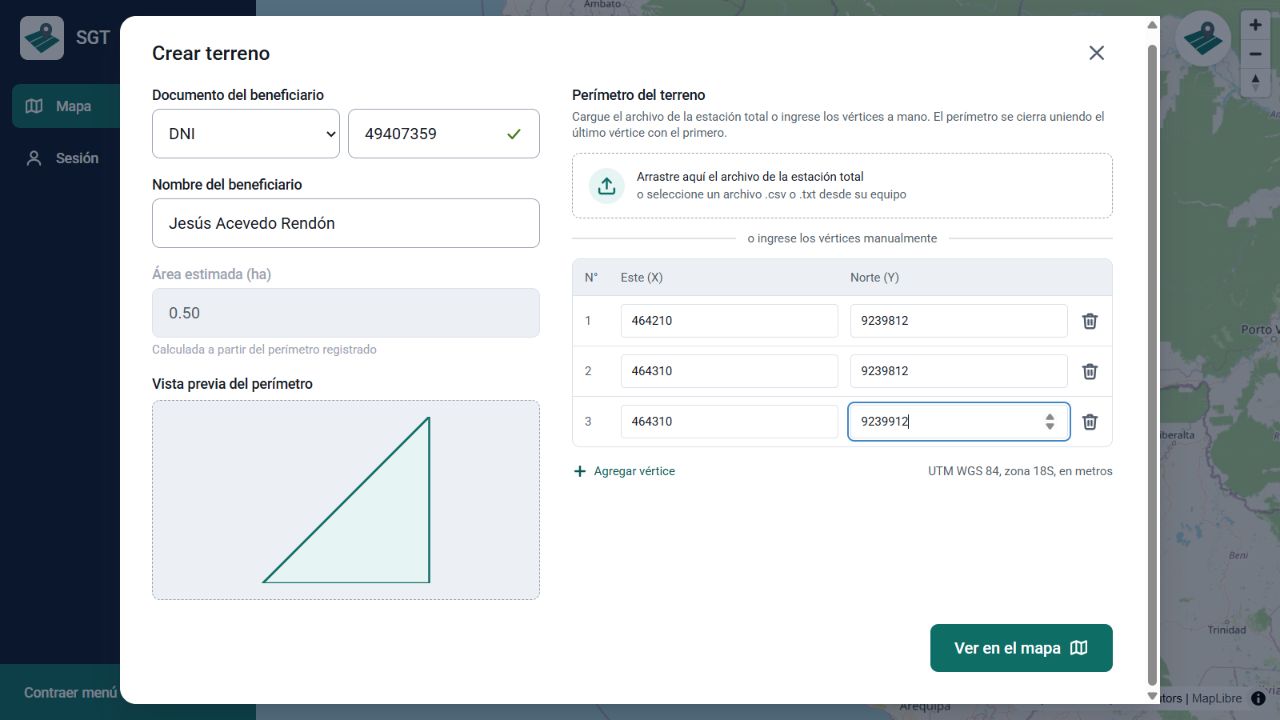 Ambato
SGT
Mapa
Sesión
Contraer menú
Crear terreno
Documento del beneficiario
DNI
49407359
Nombre del beneficiario
Jesús Acevedo Rendón
Área estimada (ha)
0.50
Calculada a partir del perímetro registrado
Vista previa del perímetro
Perímetro del terreno
Cargue el archivo de la estación total o ingrese los vértices a mano. El perímetro se cierra uniendo el
último vértice con el primero.
Arrastre aquí el archivo de la estación total
o seleccione un archivo .csv o .txt desde su equipo
o ingrese los vértices manualmente
N° Este (X) Norte (Y)
1 464210 9239812
2 464310 9239812
3 464310 9239912
Agregar vértice
UTM WGS 84, zona 18S, en metros
Ver en el mapa
Porto V
iberalta
Beni
Trinidad
tors | MapLibre
Arequipa